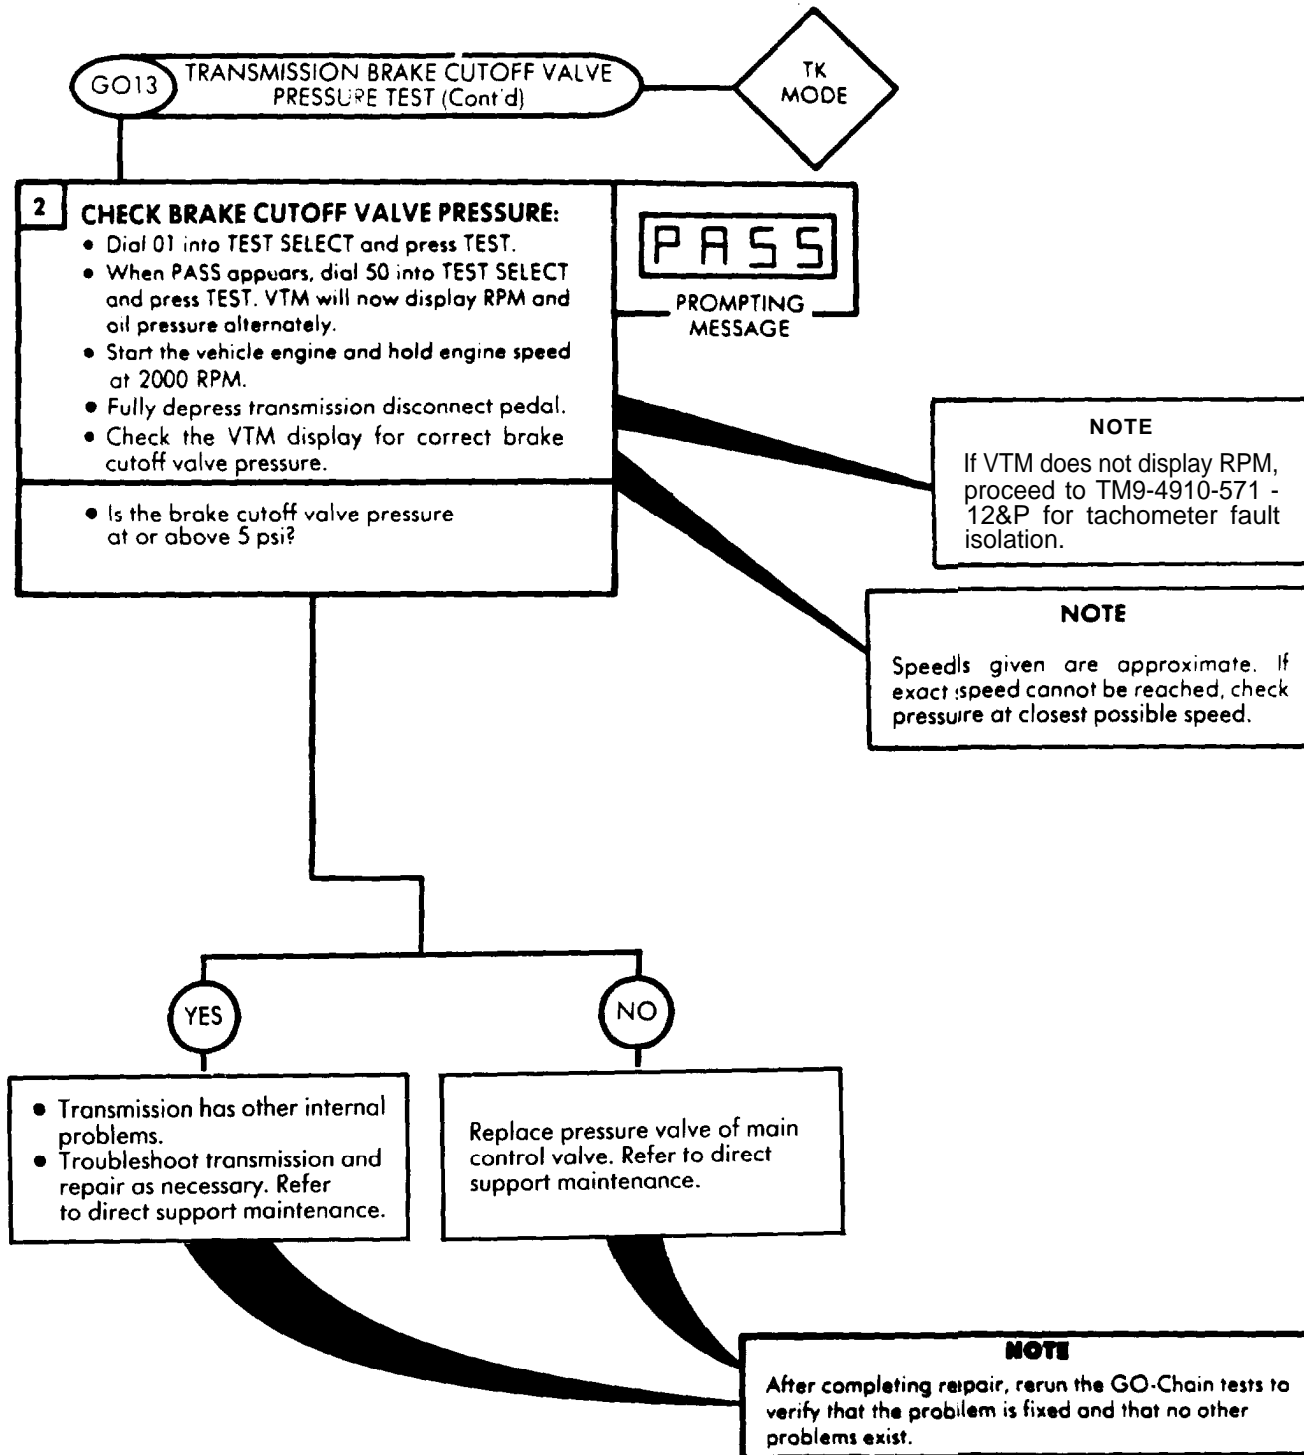 GO13
TRANSMISSION BRAKE CUTOFF VALVE
PRESSURE TEST (Cont'd)
TK
MODE
2
CHECK BRAKE CUTOFF VALVE PRESSURE:
• Dial 01 into TEST SELECT and press TEST.
• When PASS appears, dial 50 into TEST SELECT
and press TEST. VTM will now display RPM and
oil pressure alternately.
• Start the vehicle engine and hold engine speed
at 2000 RPM.
• Fully depress transmission disconnect pedal.
• Check the VTM display for correct brake
cutoff valve pressure.
• Is the brake cutoff valve pressure
at or above 5 psi?
PASS
PROMPTING
MESSAGE
NOTE
If VTM does not display RPM,
proceed to TM9-4910-571 -
12&P for tachometer fault
isolation.
NOTE
Speeds given are approximate. If
exact speed cannot be reached, check
pressure at closest possible speed.
YES
NO
• Transmission has other internal
problems.
• Troubleshoot transmission and
repair as necessary. Refer
to direct support maintenance.
Replace pressure valve of main
control valve. Refer to direct
support maintenance.
NOTE
After completing repair, rerun the GO-Chain tests to
verify that the problem is fixed and that no other
problems exist.